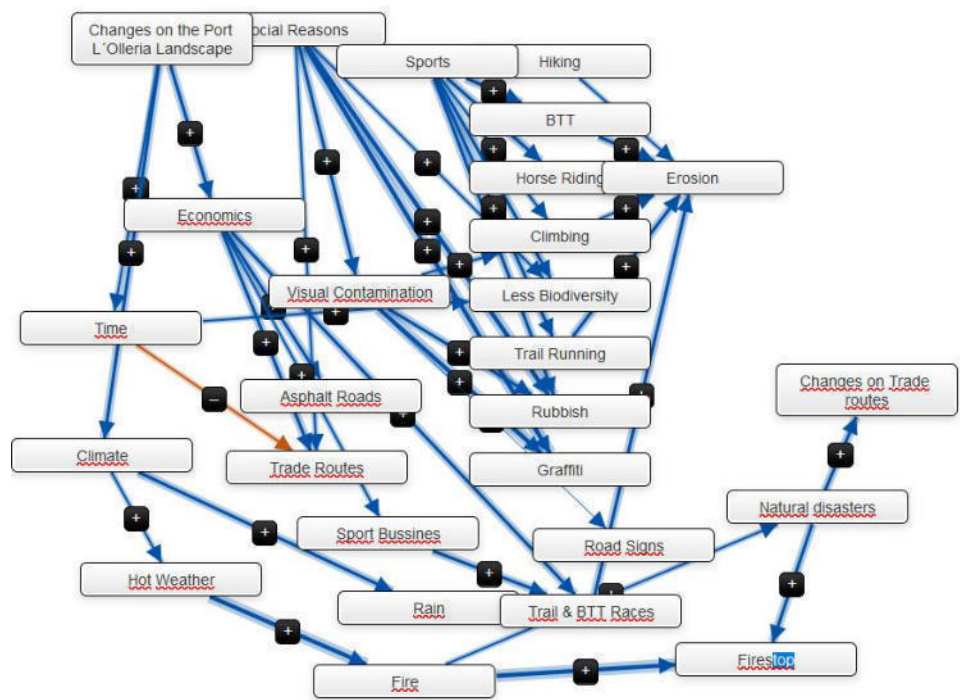 Changes on the Port
L´Olleria Landscape
ocial Reasons
Sports
Hiking
BTT
Horse Riding
Erosion
Economics
Climbing
Visual Contamination
Less Biodiversity
Time
Trail Running
Changes on Trade
routes
Asphalt Roads
Rubbish
Climate
Trade Routes
Graffiti
Natural disasters
Sport Bussines
Road Signs
Hot Weather
Rain
Trail & BTT Races
Fire
Firestop